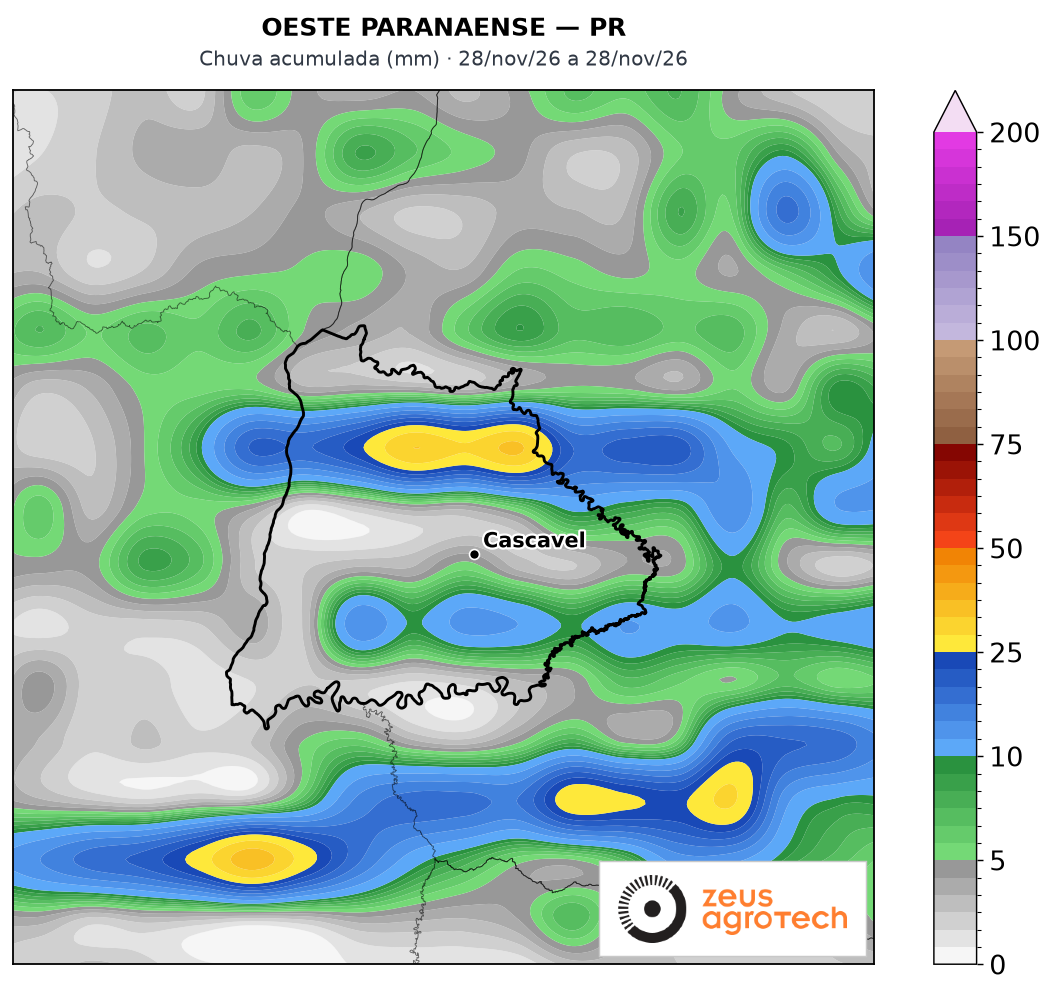 OESTE PARANAENSE — PR
Chuva acumulada (mm) · 28/nov/26 a 28/nov/26
200
150
100
75
50
25
10
5
0
Cascavel
zeus
agrotech